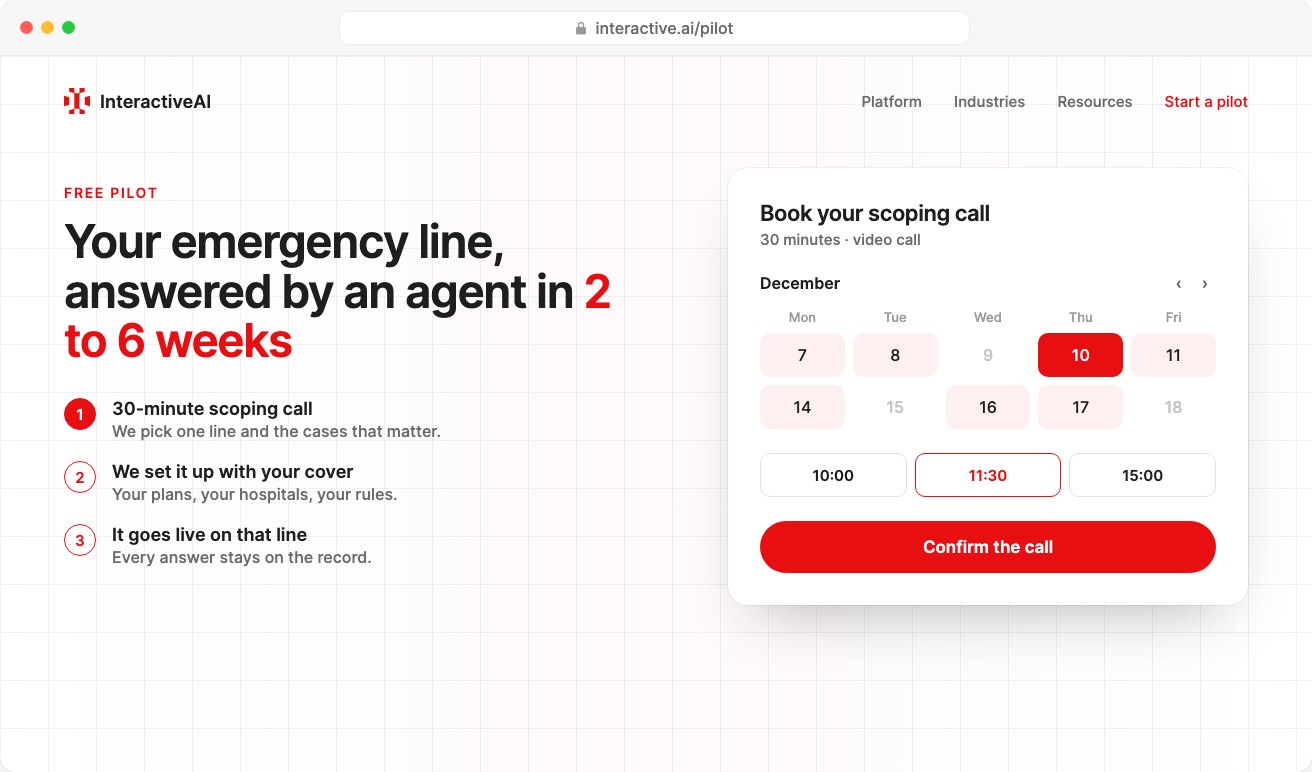 interactive.ai/pilot
InteractiveAI
Platform
Industries
Resources
Start a pilot
FREE PILOT
Your emergency line,
answered by an agent in 2
to 6 weeks
1
30-minute scoping call
We pick one line and the cases that matter.
2
We set it up with your cover
Your plans, your hospitals, your rules.
3
It goes live on that line
Every answer stays on the record.
Book your scoping call
30 minutes · video call
December
‹ ›
Mon Tue Wed Thu Fri
7 8 9 10 11
14 15 16 17 18
10:00 11:30 15:00
Confirm the call